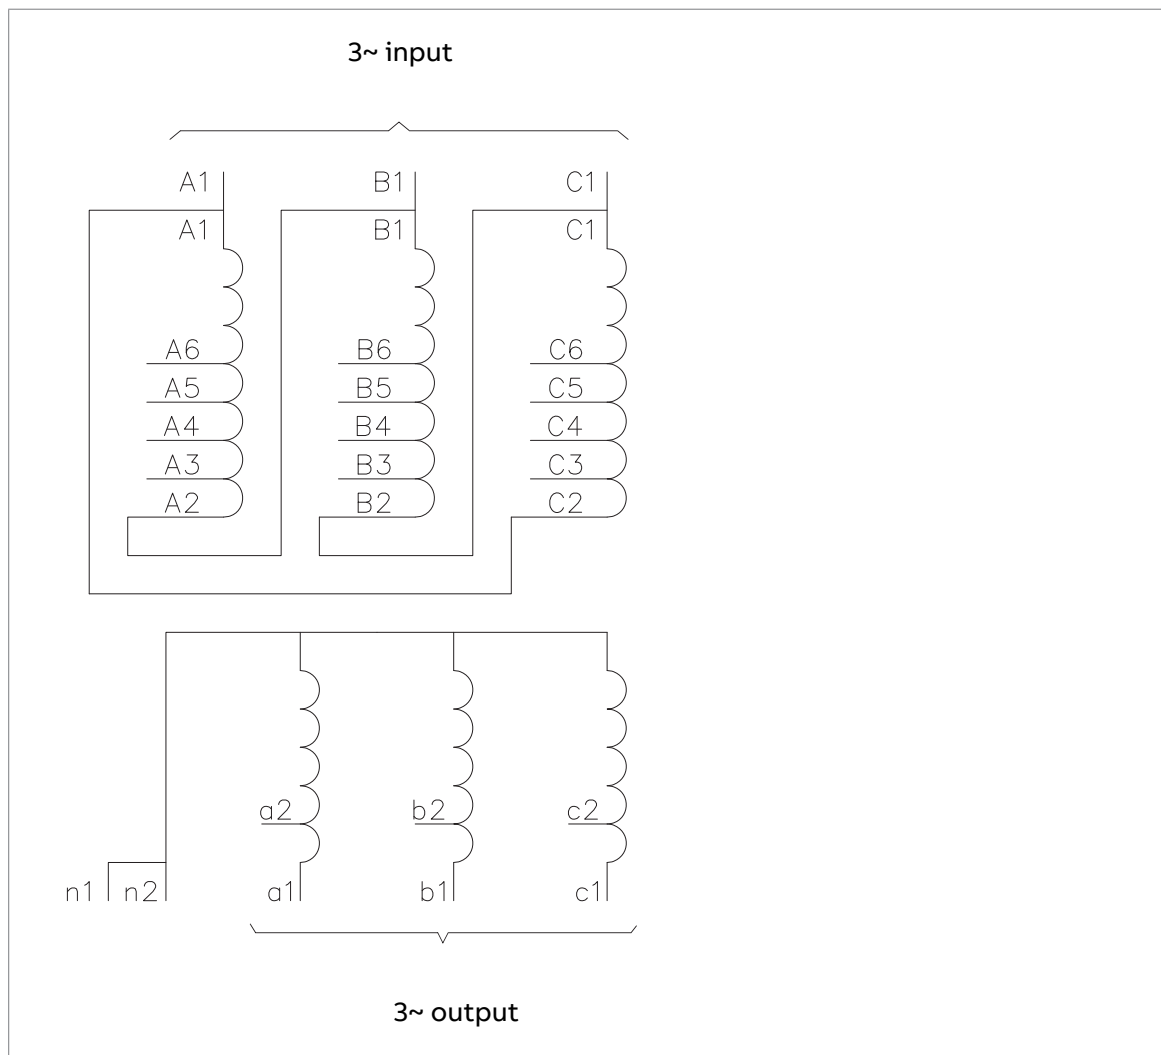 3~ input
A1 B1 C1
A1 B1 C1
A6 B6 C6
A5 B5 C5
A4 B4 C4
A3 B3 C3
A2 B2 C2
a2 b2 c2
n1 n2 a1 b1 c1
3~ output